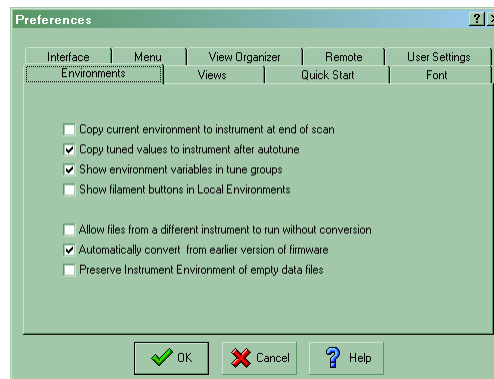 Preferences
Interface Menu View Organizer Remote User Settings
Environments Views Quick Start Font
Copy current environment to instrument at end of scan
Copy tuned values to instrument after autotune
Show environment variables in tune groups
Show filament buttons in Local Environments
Allow files from a different instrument to run without conversion
Automatically convert from earlier version of firmware
Preserve Instrument Environment of empty data files
OK Cancel Help